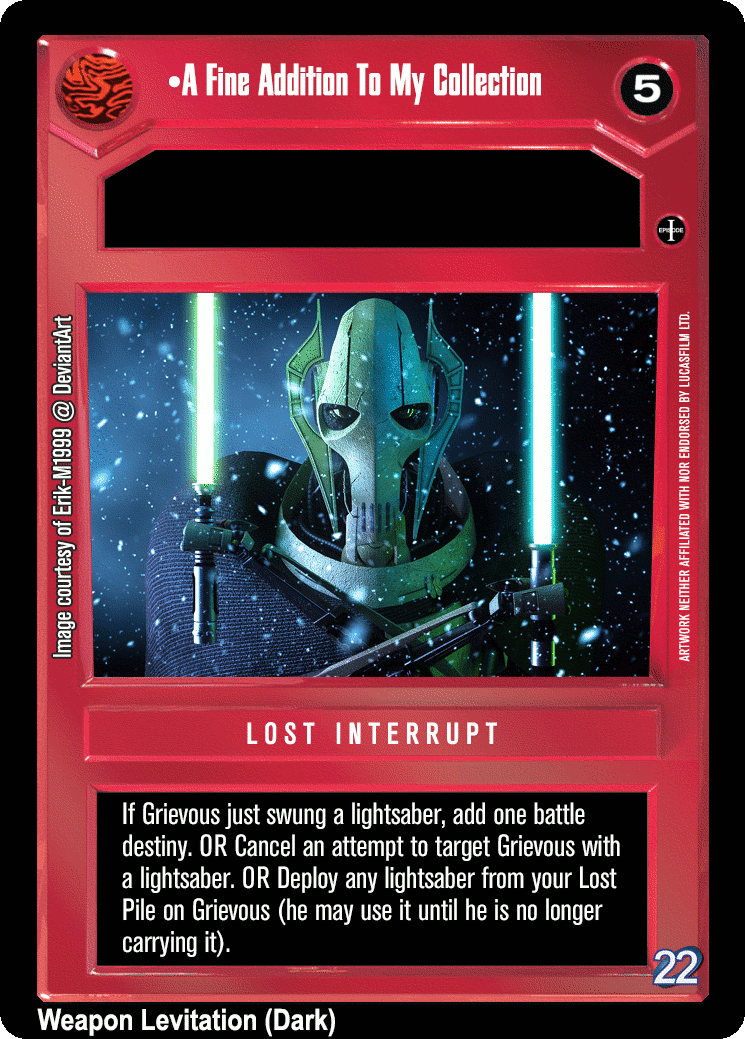 •A Fine Addition To My Collection
5
EPISODE I
Image courtesy of Erik-M1999 @ DeviantArt
ARTWORK NEITHER AFFILIATED WITH NOR ENDORSED BY LUCASFILM LTD.
LOST INTERRUPT
If Grievous just swung a lightsaber, add one battle
destiny. OR Cancel an attempt to target Grievous with
a lightsaber. OR Deploy any lightsaber from your Lost
Pile on Grievous (he may use it until he is no longer
carrying it).
22
Weapon Levitation (Dark)